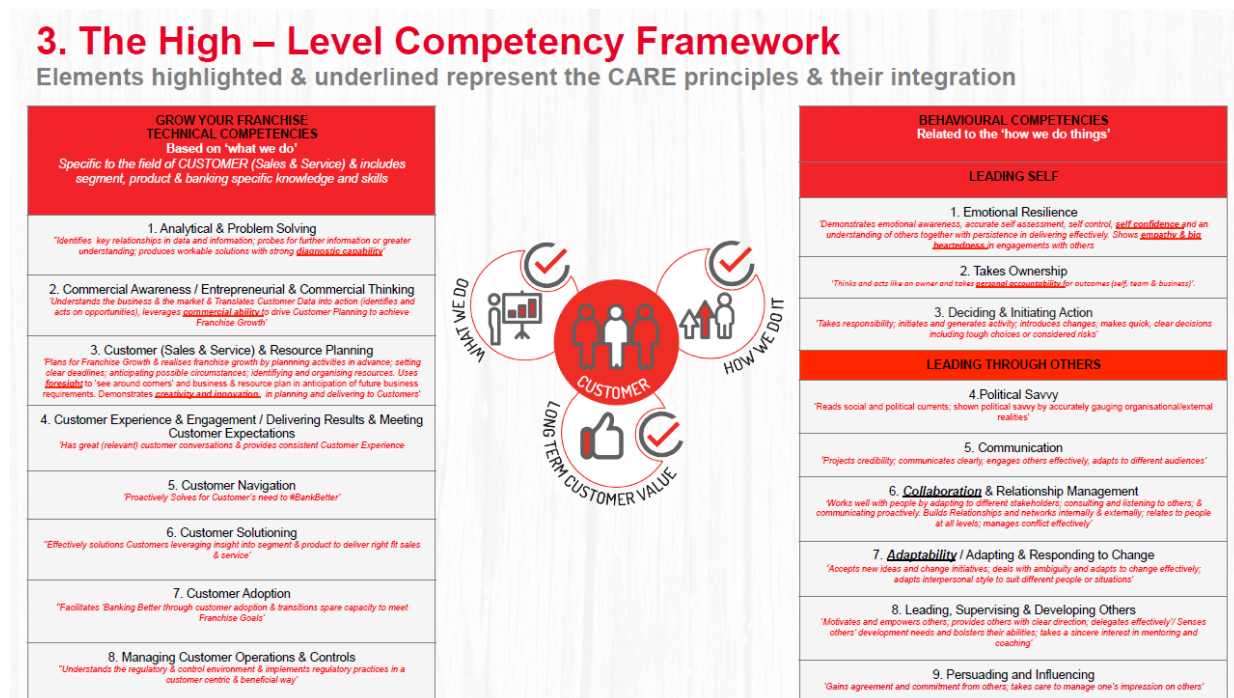 3. The High – Level Competency Framework
Elements highlighted & underlined represent the CARE principles & their integration
GROW YOUR FRANCHISE
TECHNICAL COMPETENCIES
Based on 'what we do'
Specific to the field of CUSTOMER (Sales & Service) & includes
segment, product & banking specific knowledge and skills
1. Analytical & Problem Solving
"Identifies key relationships in data and information; probes for further information or greater
understanding; produces workable solutions with strong diagnostic capability'
2. Commercial Awareness / Entrepreneurial & Commercial Thinking
'Understands the business & the market & Translates Customer Data into action (identifies and
acts on opportunities), leverages commercial ability to drive Customer Planning to achieve
Franchise Growth'
3. Customer (Sales & Service) & Resource Planning
'Plans for Franchise Growth & realises franchise growth by plannning activities in advance; setting
clear deadlines; anticipating possible circumstances; identifiying and organising resources. Uses
foresight to 'see around corners' and business & resource plan in anticipation of future business
requirements. Demonstrates creativity and innovation in planning and delivering to Customers'
4. Customer Experience & Engagement / Delivering Results & Meeting
Customer Expectations
'Has great (relevant) customer conversations & provides consistent Customer Experience
5. Customer Navigation
'Proactively Solves for Customer's need to #BankBetter'
6. Customer Solutioning
"Effectively solutions Customers leveraging insight into segment & product to deliver right fit sales
& service'
7. Customer Adoption
"Facilitates 'Banking Better through customer adoption & transitions spare capacity to meet
Franchise Goals'
8. Managing Customer Operations & Controls
"Understands the regulatory & control environment & implements regulatory practices in a
customer centric & beneficial way'
WHAT WE DO
HOW WE DO IT
CUSTOMER
LONG TERM CUSTOMER VALUE
BEHAVIOURAL COMPETENCIES
Related to the 'how we do things'
LEADING SELF
1. Emotional Resilience
'Demonstrates emotional awareness, accurate self assessment, self control, self confidence and an
understanding of others together with persistence in delivering effectively. Shows empathy & big
heartedness in engagements with others
2. Takes Ownership
'Thinks and acts like an owner and takes personal accountability for outcomes (self, team & business)'.
3. Deciding & Initiating Action
'Takes responsibility; initiates and generates activity; introduces changes; makes quick, clear decisions
including tough choices or considered risks'
LEADING THROUGH OTHERS
4.Political Savvy
'Reads social and political currents; shown political savvy by accurately gauging organisational/external
realities'
5. Communication
'Projects credibility; communicates clearly, engages others effectively, adapts to different audiences'
6. Collaboration & Relationship Management
'Works well with people by adapting to different stakeholders; consulting and listening to others; &
communicating proactively. Builds Relationships and networks internally & externally; relates to people
at all levels; manages conflict effectively'
7. Adaptability / Adapting & Responding to Change
'Accepts new ideas and change initiatives; deals with ambiguity and adapts to change effectively;
adapts interpersonal style to suit different people or situations'
8. Leading, Supervising & Developing Others
'Motivates and empowers others; provides others with clear direction; delegates effectively'/ Senses
others' development needs and bolsters their abilities; takes a sincere interest in mentoring and
coaching'
9. Persuading and Influencing
'Gains agreement and commitment from others; takes care to manage one's impression on others'